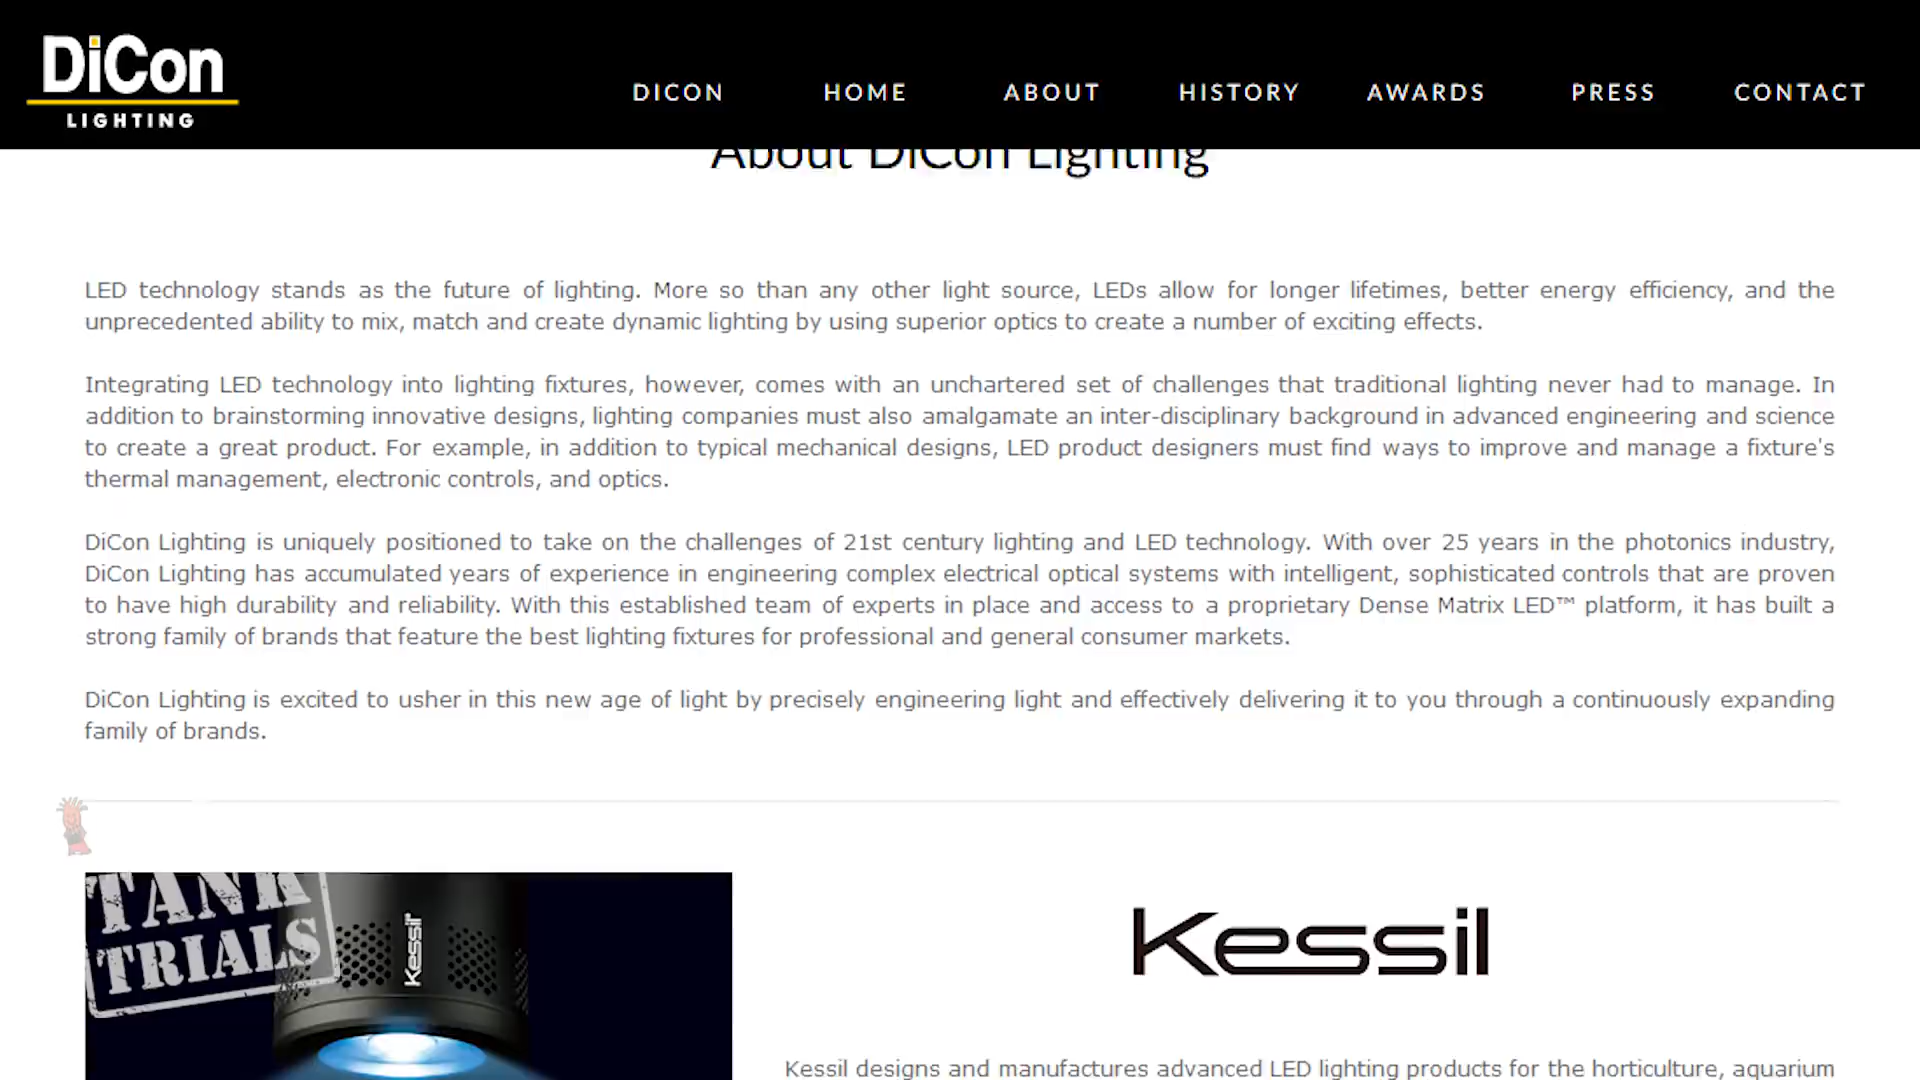 DiCon
LIGHTING
DICON HOME ABOUT HISTORY AWARDS PRESS CONTACT
About DiCon Lighting
LED technology stands as the future of lighting. More so than any other light source, LEDs allow for longer lifetimes, better energy efficiency, and the
unprecedented ability to mix, match and create dynamic lighting by using superior optics to create a number of exciting effects.
Integrating LED technology into lighting fixtures, however, comes with an unchartered set of challenges that traditional lighting never had to manage. In
addition to brainstorming innovative designs, lighting companies must also amalgamate an inter-disciplinary background in advanced engineering and science
to create a great product. For example, in addition to typical mechanical designs, LED product designers must find ways to improve and manage a fixture's
thermal management, electronic controls, and optics.
DiCon Lighting is uniquely positioned to take on the challenges of 21st century lighting and LED technology. With over 25 years in the photonics industry,
DiCon Lighting has accumulated years of experience in engineering complex electrical optical systems with intelligent, sophisticated controls that are proven
to have high durability and reliability. With this established team of experts in place and access to a proprietary Dense Matrix LED™ platform, it has built a
strong family of brands that feature the best lighting fixtures for professional and general consumer markets.
DiCon Lighting is excited to usher in this new age of light by precisely engineering light and effectively delivering it to you through a continuously expanding
family of brands.
TANK
TRIALS
Kessil
Kessil
Kessil designs and manufactures advanced LED lighting products for the horticulture, aquarium